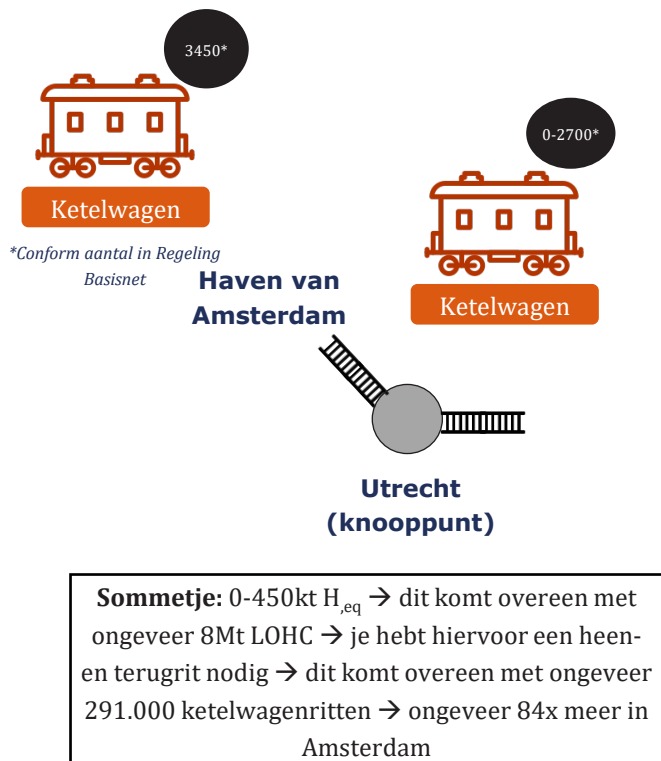 3450*
0-2700*
Ketelwagen
*Conform aantal in Regeling
Basisnet
Haven van
Amsterdam
Ketelwagen
Utrecht
(knooppunt)
Sommetje: 0-450kt H,eq → dit komt overeen met
ongeveer 8Mt LOHC → je hebt hiervoor een heen-
en terugrit nodig → dit komt overeen met ongeveer
291.000 ketelwagenritten → ongeveer 84x meer in
Amsterdam